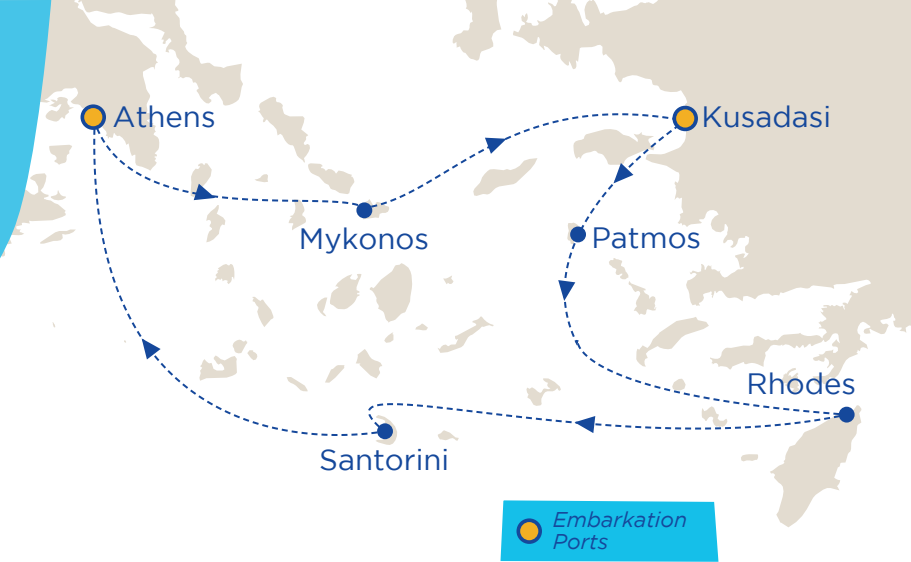 Athens
Kusadasi
Mykonos
Patmos
Rhodes
Santorini
Embarkation
Ports